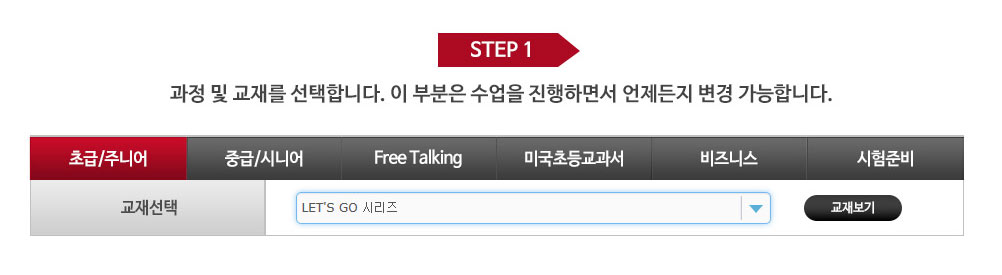 STEP 1
과정 및 교재를 선택합니다. 이 부분은 수업을 진행하면서 언제든지 변경 가능합니다.
초급/주니어 중급/시니어 Free Talking 미국초등교과서 비즈니스 시험준비
교재선택 LET'S GO 시리즈 교재보기